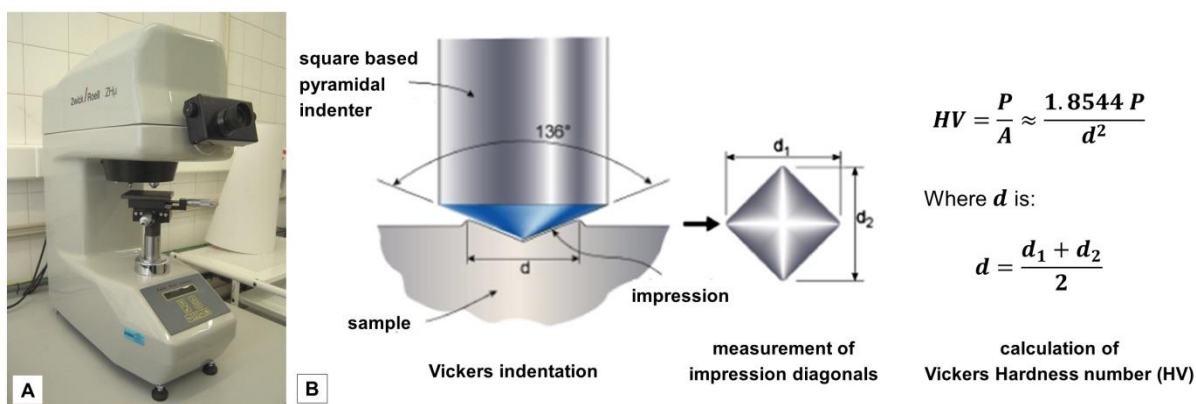 Zwick / Roell ZHµ
A
B
square based
pyramidal
indenter
136°
d
impression
sample
Vickers indentation
d₁
d₂
measurement of
impression diagonals
HV = P/A ≈ 1.8544 P/d²
Where d is:
d = (d₁ + d₂)/2
calculation of
Vickers Hardness number (HV)